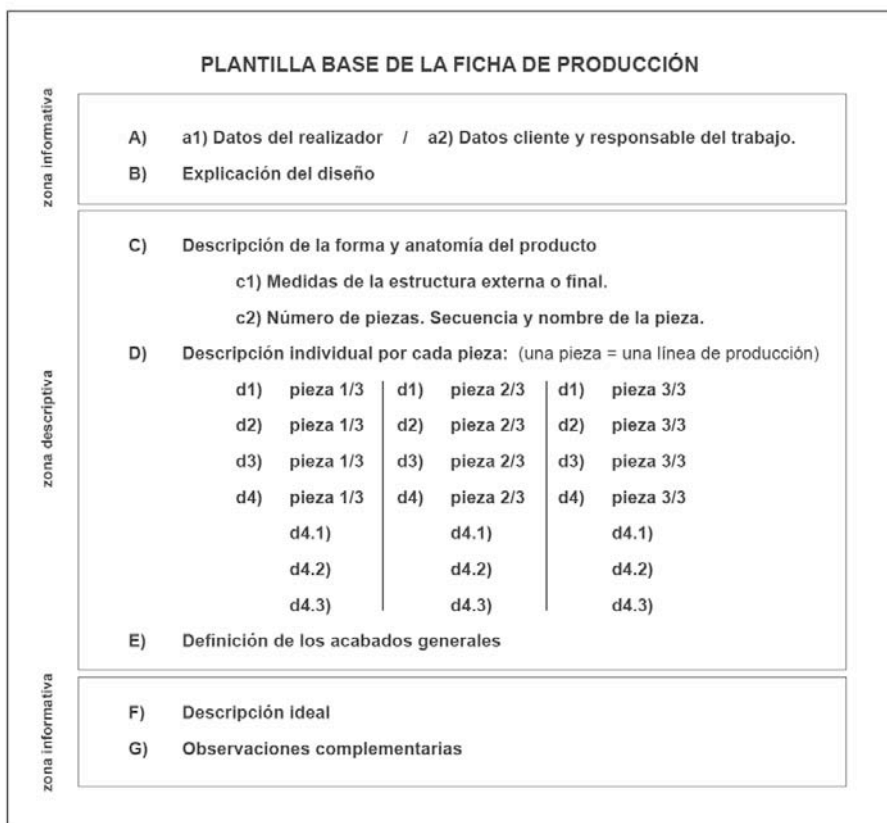 PLANTILLA BASE DE LA FICHA DE PRODUCCIÓN
zona informativa
A) a1) Datos del realizador / a2) Datos cliente y responsable del trabajo.
B) Explicación del diseño
zona descriptiva
C) Descripción de la forma y anatomía del producto
c1) Medidas de la estructura externa o final.
c2) Número de piezas. Secuencia y nombre de la pieza.
D) Descripción individual por cada pieza: (una pieza = una línea de producción)
d1) pieza 1/3 d1) pieza 2/3 d1) pieza 3/3
d2) pieza 1/3 d2) pieza 2/3 d2) pieza 3/3
d3) pieza 1/3 d3) pieza 2/3 d3) pieza 3/3
d4) pieza 1/3 d4) pieza 2/3 d4) pieza 3/3
d4.1) d4.1) d4.1)
d4.2) d4.2) d4.2)
d4.3) d4.3) d4.3)
E) Definición de los acabados generales
zona informativa
F) Descripción ideal
G) Observaciones complementarias